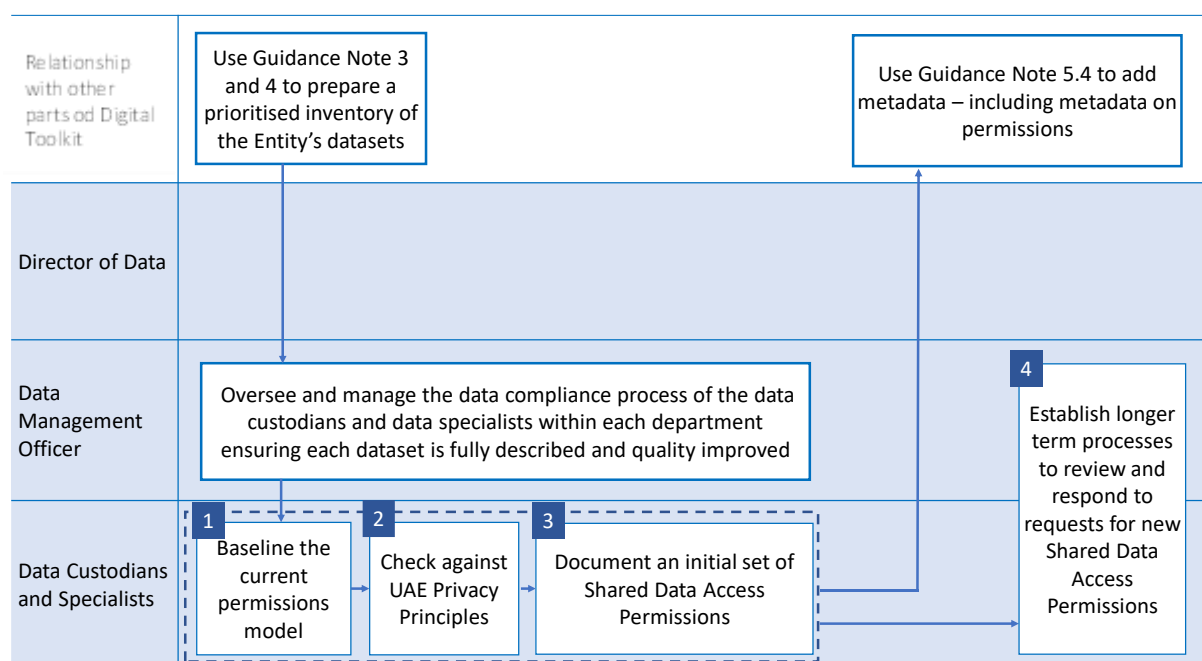 Relationship
with other
parts od Digital
Toolkit
Use Guidance Note 3
and 4 to prepare a
prioritised inventory of
the Entity's datasets
Use Guidance Note 5.4 to add
metadata – including metadata on
permissions
Director of Data
Data
Management
Officer
Oversee and manage the data compliance process of the data
custodians and data specialists within each department
ensuring each dataset is fully described and quality improved
4
Establish longer
term processes
to review and
respond to
requests for new
Shared Data
Access
Permissions
Data Custodians
and Specialists
1
Baseline the
current
permissions
model
2
Check against
UAE Privacy
Principles
3
Document an initial set of
Shared Data Access
Permissions